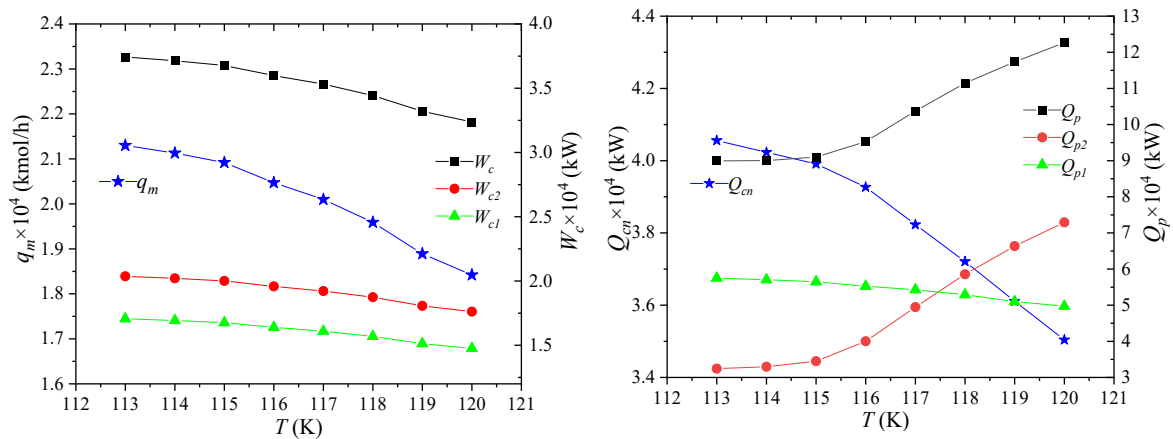 2.4
2.3
2.2
2.1
2.0
1.9
1.8
1.7
1.6
q_m×10^4 (kmol/h)
q_m
W_c
W_c2
W_c1
4.0
3.5
3.0
2.5
2.0
1.5
W_c×10^4 (kW)
112 113 114 115 116 117 118 119 120 121
T (K)
4.4
4.2
4.0
3.8
3.6
3.4
Q_cn×10^4 (kW)
Q_cn
Q_p
Q_p2
Q_p1
13
12
11
10
9
8
7
6
5
4
3
Q_p×10^4 (kW)
112 113 114 115 116 117 118 119 120 121
T (K)